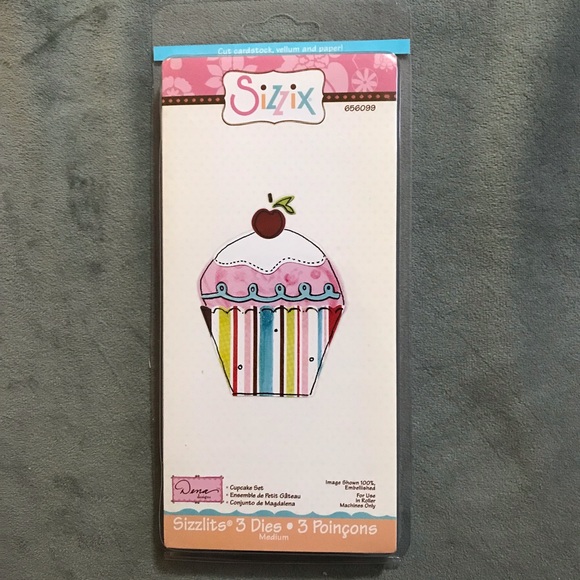 Cut cardstock, vellum and paper!
Sizzix®
656099
Dena
designs
• Cupcake Set
• Ensemble de Petit Gâteau
• Conjunto de Magdalena
Image Shown 100%,
Embellished
For Use
in Roller
Machines Only
Sizzlits® 3 Dies • 3 Poinçons
Medium